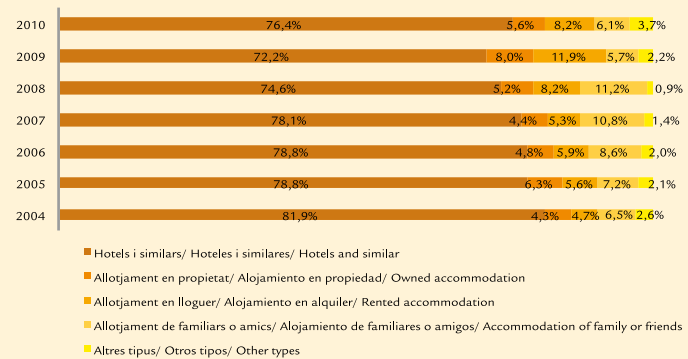 2010 76,4% 5,6% 8,2% 6,1% 3,7%
2009 72,2% 8,0% 11,9% 5,7% 2,2%
2008 74,6% 5,2% 8,2% 11,2% 0,9%
2007 78,1% 4,4% 5,3% 10,8% 1,4%
2006 78,8% 4,8% 5,9% 8,6% 2,0%
2005 78,8% 6,3% 5,6% 7,2% 2,1%
2004 81,9% 4,3% 4,7% 6,5% 2,6%
Hotels i similars/ Hoteles i similares/ Hotels and similar
Allotjament en propietat/ Alojamiento en propiedad/ Owned accommodation
Allotjament en lloguer/ Alojamiento en alquiler/ Rented accommodation
Allotjament de familiars o amics/ Alojamiento de familiares o amigos/ Accommodation of family or friends
Altres tipus/ Otros tipos/ Other types